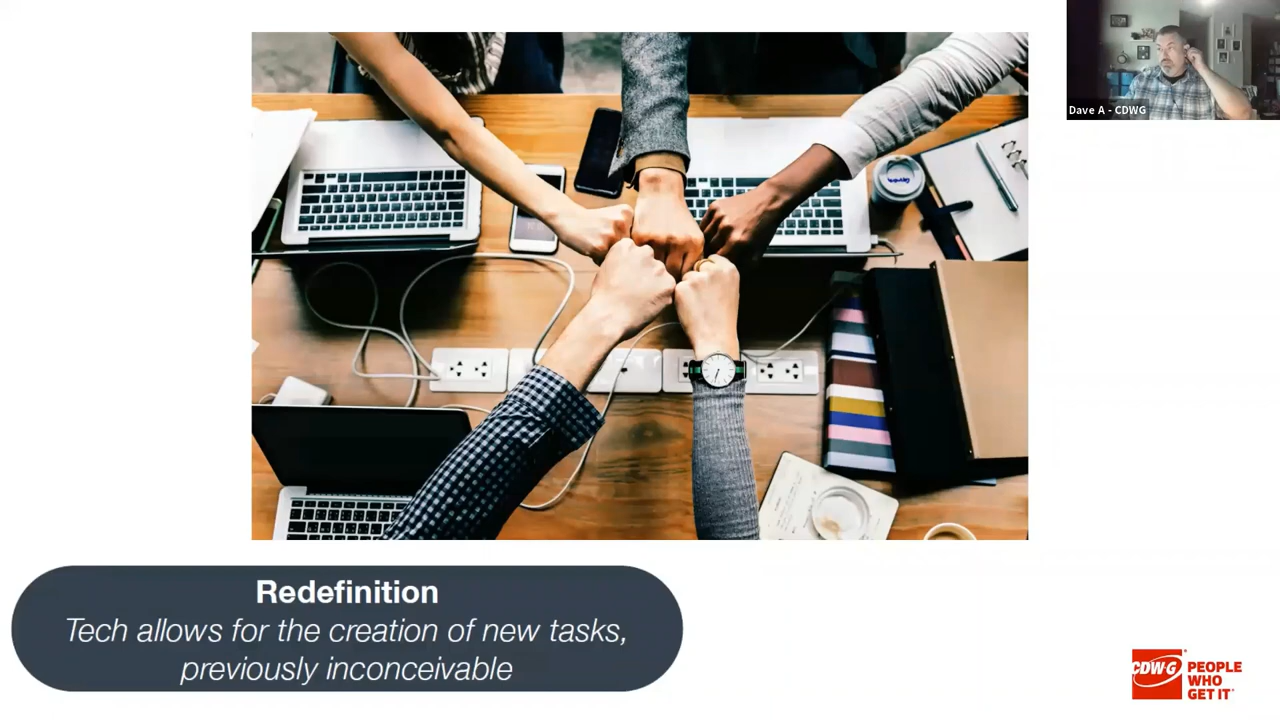 Dave A - CDWG
Redefinition
Tech allows for the creation of new tasks,
previously inconceivable
CDW·G
PEOPLE
WHO
GET IT